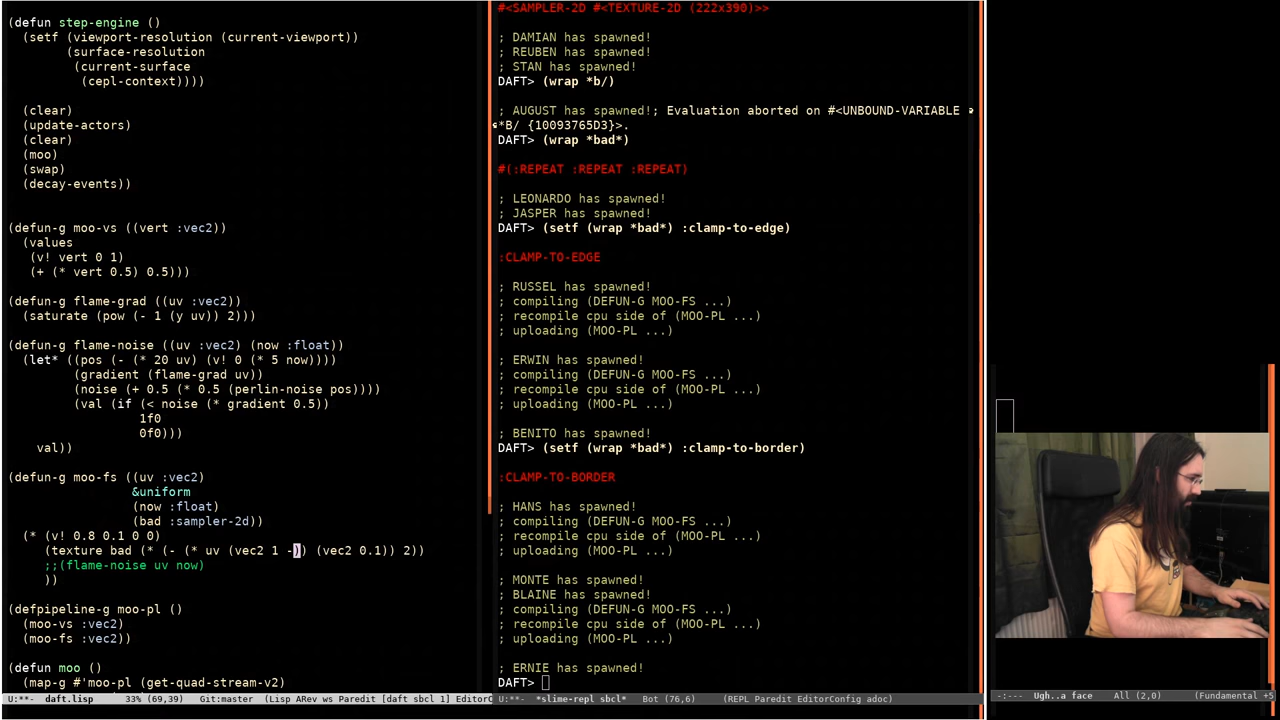 (defun step-engine ()
  (setf (viewport-resolution (current-viewport))
        (surface-resolution
         (current-surface
          (cepl-context))))
  (clear)
  (update-actors)
  (clear)
  (moo)
  (swap)
  (decay-events))
(defun-g moo-vs ((vert :vec2))
  (values
   (v! vert 0 1)
   (+ (* vert 0.5) 0.5)))
(defun-g flame-grad ((uv :vec2))
  (saturate (pow (- 1 (y uv)) 2)))
(defun-g flame-noise ((uv :vec2) (now :float))
  (let* ((pos (- (* 20 uv) (v! 0 (* 5 now))))
         (gradient (flame-grad uv))
         (noise (+ 0.5 (* 0.5 (perlin-noise pos))))
         (val (if (< noise (* gradient 0.5))
                  1f0
                  0f0)))
    val))
(defun-g moo-fs ((uv :vec2)
                 &uniform
                 (now :float)
                 (bad :sampler-2d))
  (* (v! 0.8 0.1 0 0)
     (texture bad (* (- (* uv (vec2 1 -)) (vec2 0.1)) 2))
     ;;(flame-noise uv now)
     ))
(defpipeline-g moo-pl ()
  (moo-vs :vec2)
  (moo-fs :vec2))
(defun moo ()
  (map-g #'moo-pl (get-quad-stream-v2)
U:**-  daft.lisp    33% (69,39)    Git:master  (Lisp ARev ws Paredit [daft sbcl 1] EditorC
#<SAMPLER-2D #<TEXTURE-2D (222x390)>>
; DAMIAN has spawned!
; REUBEN has spawned!
; STAN has spawned!
DAFT> (wrap *b/)
; AUGUST has spawned!; Evaluation aborted on #<UNBOUND-VARIABLE
*B/ {10093765D3}>.
DAFT> (wrap *bad*)
#(:REPEAT :REPEAT :REPEAT)
; LEONARDO has spawned!
; JASPER has spawned!
DAFT> (setf (wrap *bad*) :clamp-to-edge)
:CLAMP-TO-EDGE
; RUSSEL has spawned!
; compiling (DEFUN-G MOO-FS ...)
; recompile cpu side of (MOO-PL ...)
; uploading (MOO-PL ...)
; ERWIN has spawned!
; compiling (DEFUN-G MOO-FS ...)
; recompile cpu side of (MOO-PL ...)
; uploading (MOO-PL ...)
; BENITO has spawned!
DAFT> (setf (wrap *bad*) :clamp-to-border)
:CLAMP-TO-BORDER
; HANS has spawned!
; compiling (DEFUN-G MOO-FS ...)
; recompile cpu side of (MOO-PL ...)
; uploading (MOO-PL ...)
; MONTE has spawned!
; BLAINE has spawned!
; compiling (DEFUN-G MOO-FS ...)
; recompile cpu side of (MOO-PL ...)
; uploading (MOO-PL ...)
; ERNIE has spawned!
DAFT>
U:**-  *slime-repl sbcl*   Bot (76,6)    (REPL Paredit EditorConfig adoc)
-:---  Ugh..a face   All (2,0)     (Fundamental +5